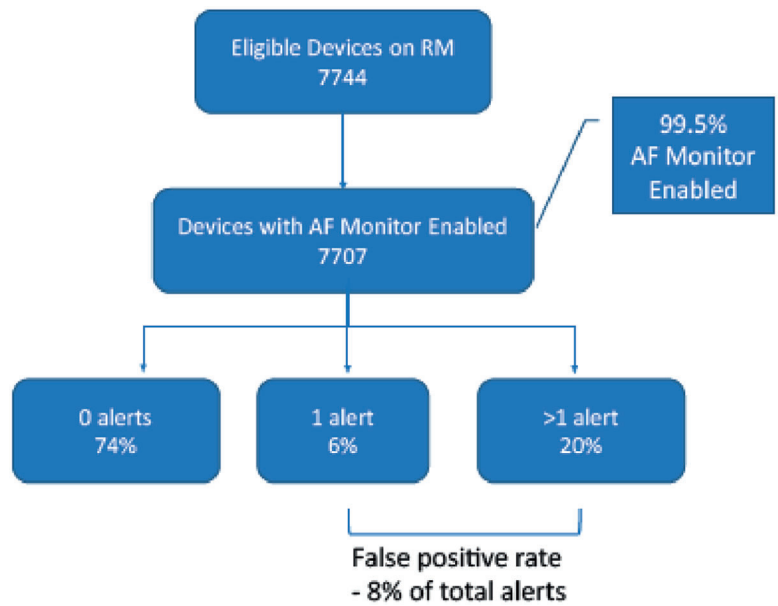 Eligible Devices on RM
7744
99.5%
AF Monitor
Enabled
Devices with AF Monitor Enabled
7707
0 alerts
74%
1 alert
6%
>1 alert
20%
False positive rate
- 8% of total alerts